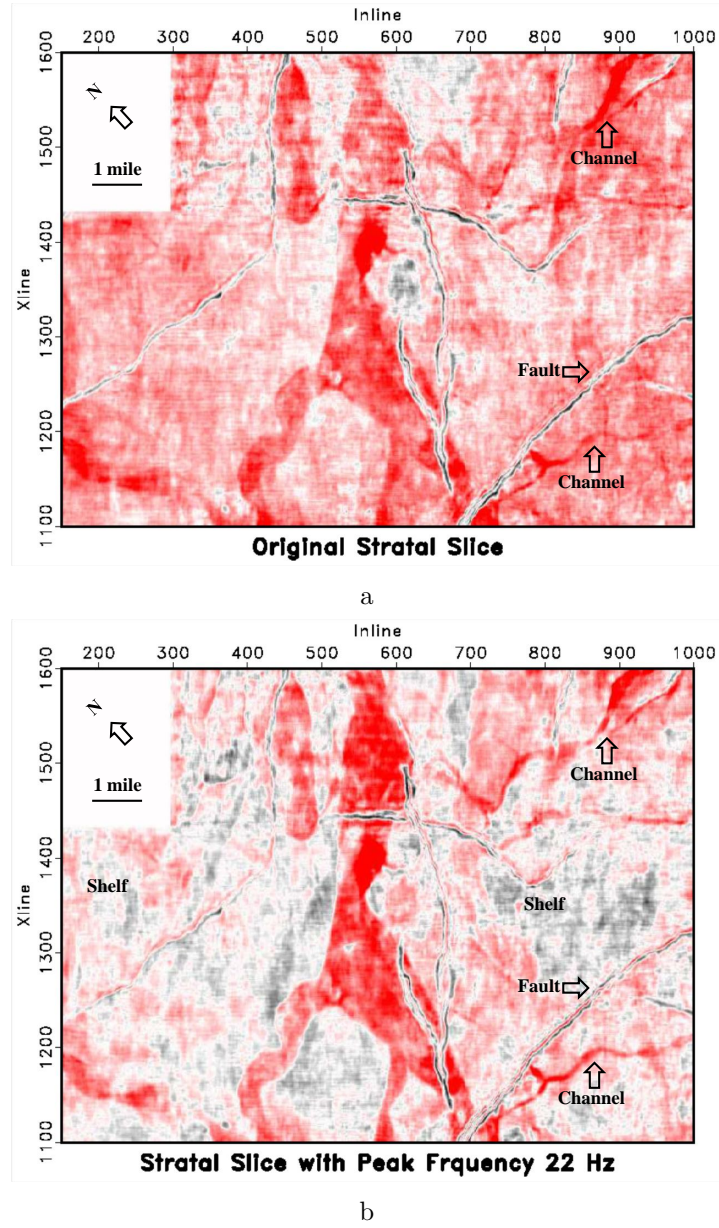 Inline
200 300 400 500 600 700 800 900 1000
Xline
1600
1500
1400
1300
1200
1100
N
1 mile
Channel
Fault
Channel
Original Stratal Slice
a
Inline
200 300 400 500 600 700 800 900 1000
Xline
1600
1500
1400
1300
1200
1100
N
1 mile
Channel
Shelf
Shelf
Fault
Channel
Stratal Slice with Peak Frquency 22 Hz
b